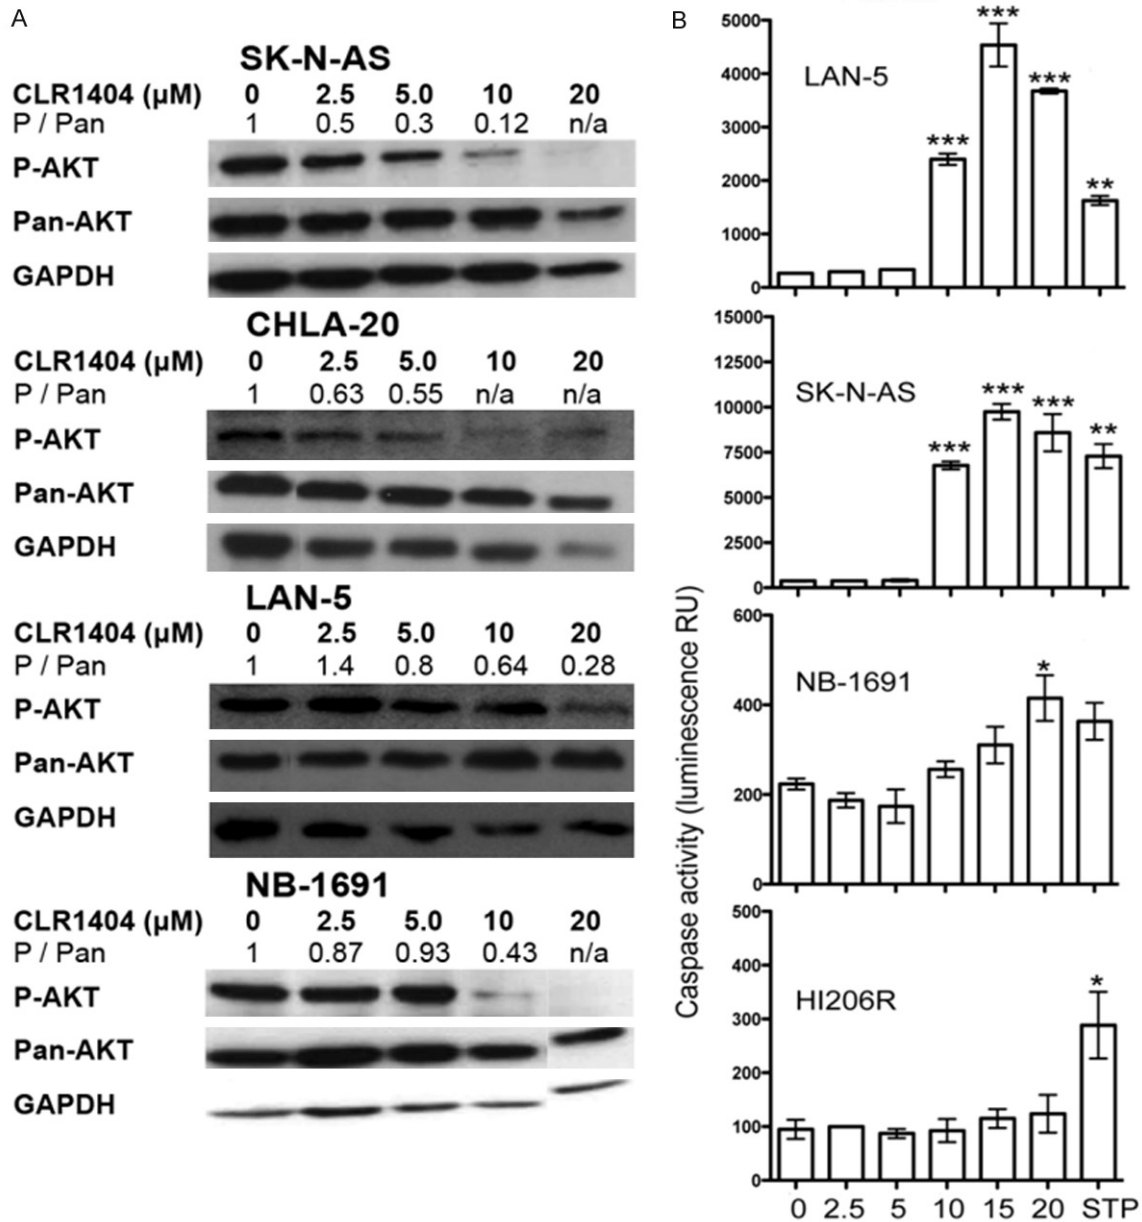 A
SK-N-AS
CLR1404 (µM) 0 2.5 5.0 10 20
P / Pan 1 0.5 0.3 0.12 n/a
P-AKT
Pan-AKT
GAPDH
CHLA-20
CLR1404 (µM) 0 2.5 5.0 10 20
P / Pan 1 0.63 0.55 n/a n/a
P-AKT
Pan-AKT
GAPDH
LAN-5
CLR1404 (µM) 0 2.5 5.0 10 20
P / Pan 1 1.4 0.8 0.64 0.28
P-AKT
Pan-AKT
GAPDH
NB-1691
CLR1404 (µM) 0 2.5 5.0 10 20
P / Pan 1 0.87 0.93 0.43 n/a
P-AKT
Pan-AKT
GAPDH
B
Caspase activity (luminescence RU)
LAN-5
5000
4000
3000
2000
1000
0
*** *** *** **
SK-N-AS
15000
12500
10000
7500
5000
2500
0
*** *** *** **
NB-1691
600
400
200
0
*
HI206R
500
400
300
200
100
0
*
0 2.5 5 10 15 20 STP